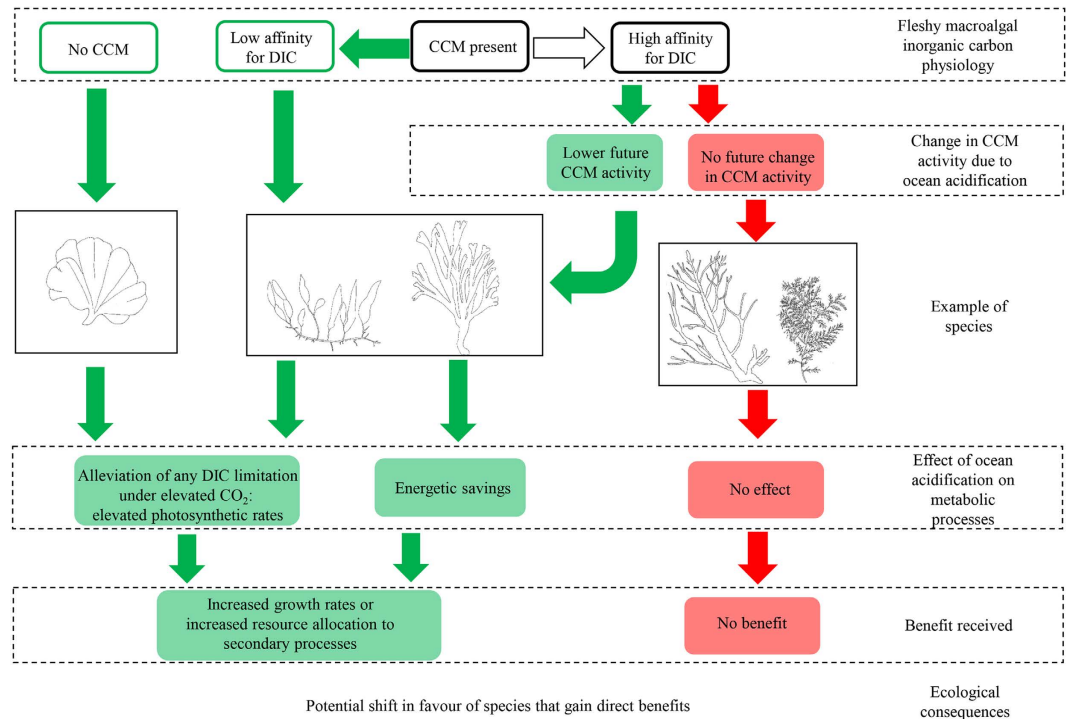 No CCM
Low affinity
for DIC
CCM present
High affinity
for DIC
Fleshy macroalgal
inorganic carbon
physiology
Lower future
CCM activity
No future change
in CCM activity
Change in CCM
activity due to
ocean acidification
Example of
species
Alleviation of any DIC limitation
under elevated CO₂:
elevated photosynthetic rates
Energetic savings
No effect
Effect of ocean
acidification on
metabolic
processes
Increased growth rates or
increased resource allocation to
secondary processes
No benefit
Benefit received
Potential shift in favour of species that gain direct benefits
Ecological
consequences